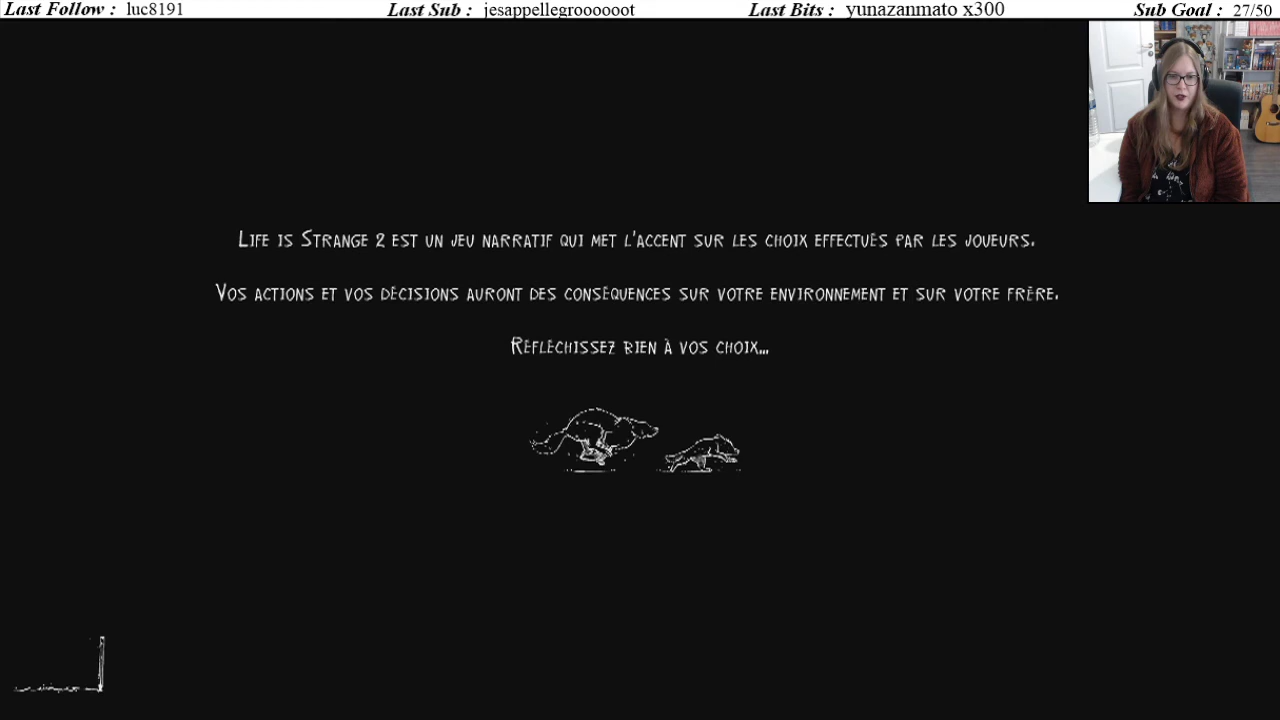 Last Follow : luc8191 Last Sub : jesappellegroooooot Last Bits : yunazanmato x300 Sub Goal : 27/50
Life is Strange 2 est un jeu narratif qui met l'accent sur les choix effectués par les joueurs.
Vos actions et vos décisions auront des conséquences sur votre environnement et sur votre frère.
Réfléchissez bien à vos choix...